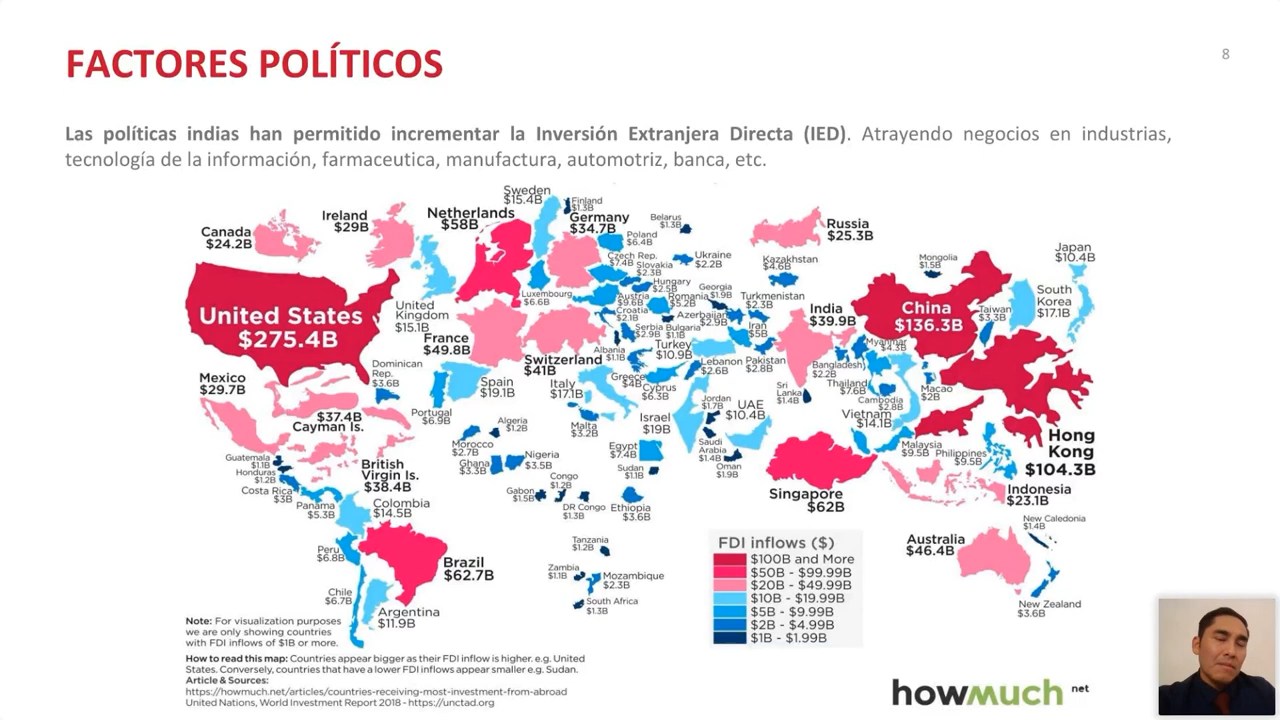 FACTORES POLÍTICOS
8
Las políticas indias han permitido incrementar la Inversión Extranjera Directa (IED). Atrayendo negocios en industrias,
tecnología de la información, farmaceutica, manufactura, automotriz, banca, etc.
Sweden
$15.4B
Finland
$1.3B
Canada
$24.2B
Ireland
$29B
Netherlands
$58B
Germany
$34.7B
Belarus
$1.3B
Russia
$25.3B
Poland
$6.4B
Czech Rep.
$7.4B
Slovakia
$2.3B
Ukraine
$2.2B
Kazakhstan
$4.6B
Mongolia
$1.5B
Japan
$10.4B
United States
$275.4B
United
Kingdom
$15.1B
Luxembourg
$6.6B
Hungary
$2.5B
Austria
$9.6B
Romania
$5.2B
Georgia
$1.9B
Turkmenistan
$2.3B
India
$39.9B
China
$136.3B
Taiwan
$3.3B
South
Korea
$17.1B
Croatia
$2.1B
Azerbaijan
$2.9B
Serbia
$2.9B
Bulgaria
$1.1B
Iran
$5B
France
$49.8B
Switzerland
$41B
Albania
$1.1B
Turkey
$10.9B
Lebanon
$2.6B
Pakistan
$2.8B
Bangladesh
$2.2B
Myanmar
$4.3B
Mexico
$29.7B
Dominican
Rep.
$3.6B
Spain
$19.1B
Italy
$17.1B
Greece
$4B
Cyprus
$6.3B
Sri
Lanka
$1.4B
Thailand
$7.6B
Cambodia
$2.8B
Macao
$2B
$37.4B
Cayman Is.
Portugal
$6.9B
Malta
$3.2B
Israel
$19B
Jordan
$1.7B
UAE
$10.4B
Vietnam
$14.1B
Algeria
$1.2B
Morocco
$2.7B
Egypt
$7.4B
Saudi
Arabia
$1.4B
Oman
$1.9B
Malaysia
$9.5B
Philippines
$9.5B
Hong
Kong
$104.3B
Guatemala
$1.1B
Honduras
$1.2B
Costa Rica
$3B
Panama
$5.3B
British
Virgin Is.
$38.4B
Ghana
$3.3B
Nigeria
$3.5B
Sudan
$1.1B
Congo
$1.2B
Gabon
$1.5B
DR Congo
$1.3B
Ethiopia
$3.6B
Singapore
$62B
Indonesia
$23.1B
Colombia
$14.5B
New Caledonia
$1.4B
Peru
$6.8B
Brazil
$62.7B
Tanzania
$1.2B
Zambia
$1.1B
Mozambique
$2.3B
South Africa
$1.3B
Australia
$46.4B
New Zealand
$3.6B
Chile
$6.7B
Argentina
$11.9B
FDI inflows ($)
$100B and More
$50B - $99.99B
$20B - $49.99B
$10B - $19.99B
$5B - $9.99B
$2B - $4.99B
$1B - $1.99B
Note: For visualization purposes
we are only showing countries
with FDI inflows of $1B or more.
How to read this map: Countries appear bigger as their FDI inflow is higher. e.g. United
States. Conversely, countries that have a lower FDI inflows appear smaller e.g. Sudan.
Article & Sources:
https://howmuch.net/articles/countries-receiving-most-investment-from-abroad
United Nations, World Investment Report 2018 - https://unctad.org
howmuch net